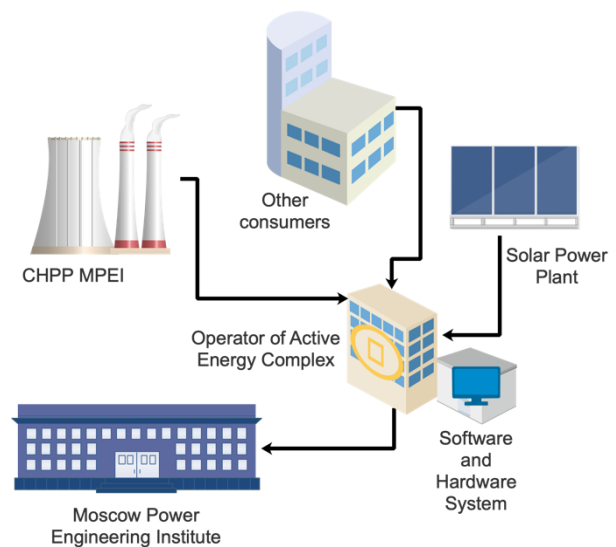 Other
consumers
CHPP MPEI
Solar Power
Plant
Operator of Active
Energy Complex
Software
and
Hardware
System
Moscow Power
Engineering Institute